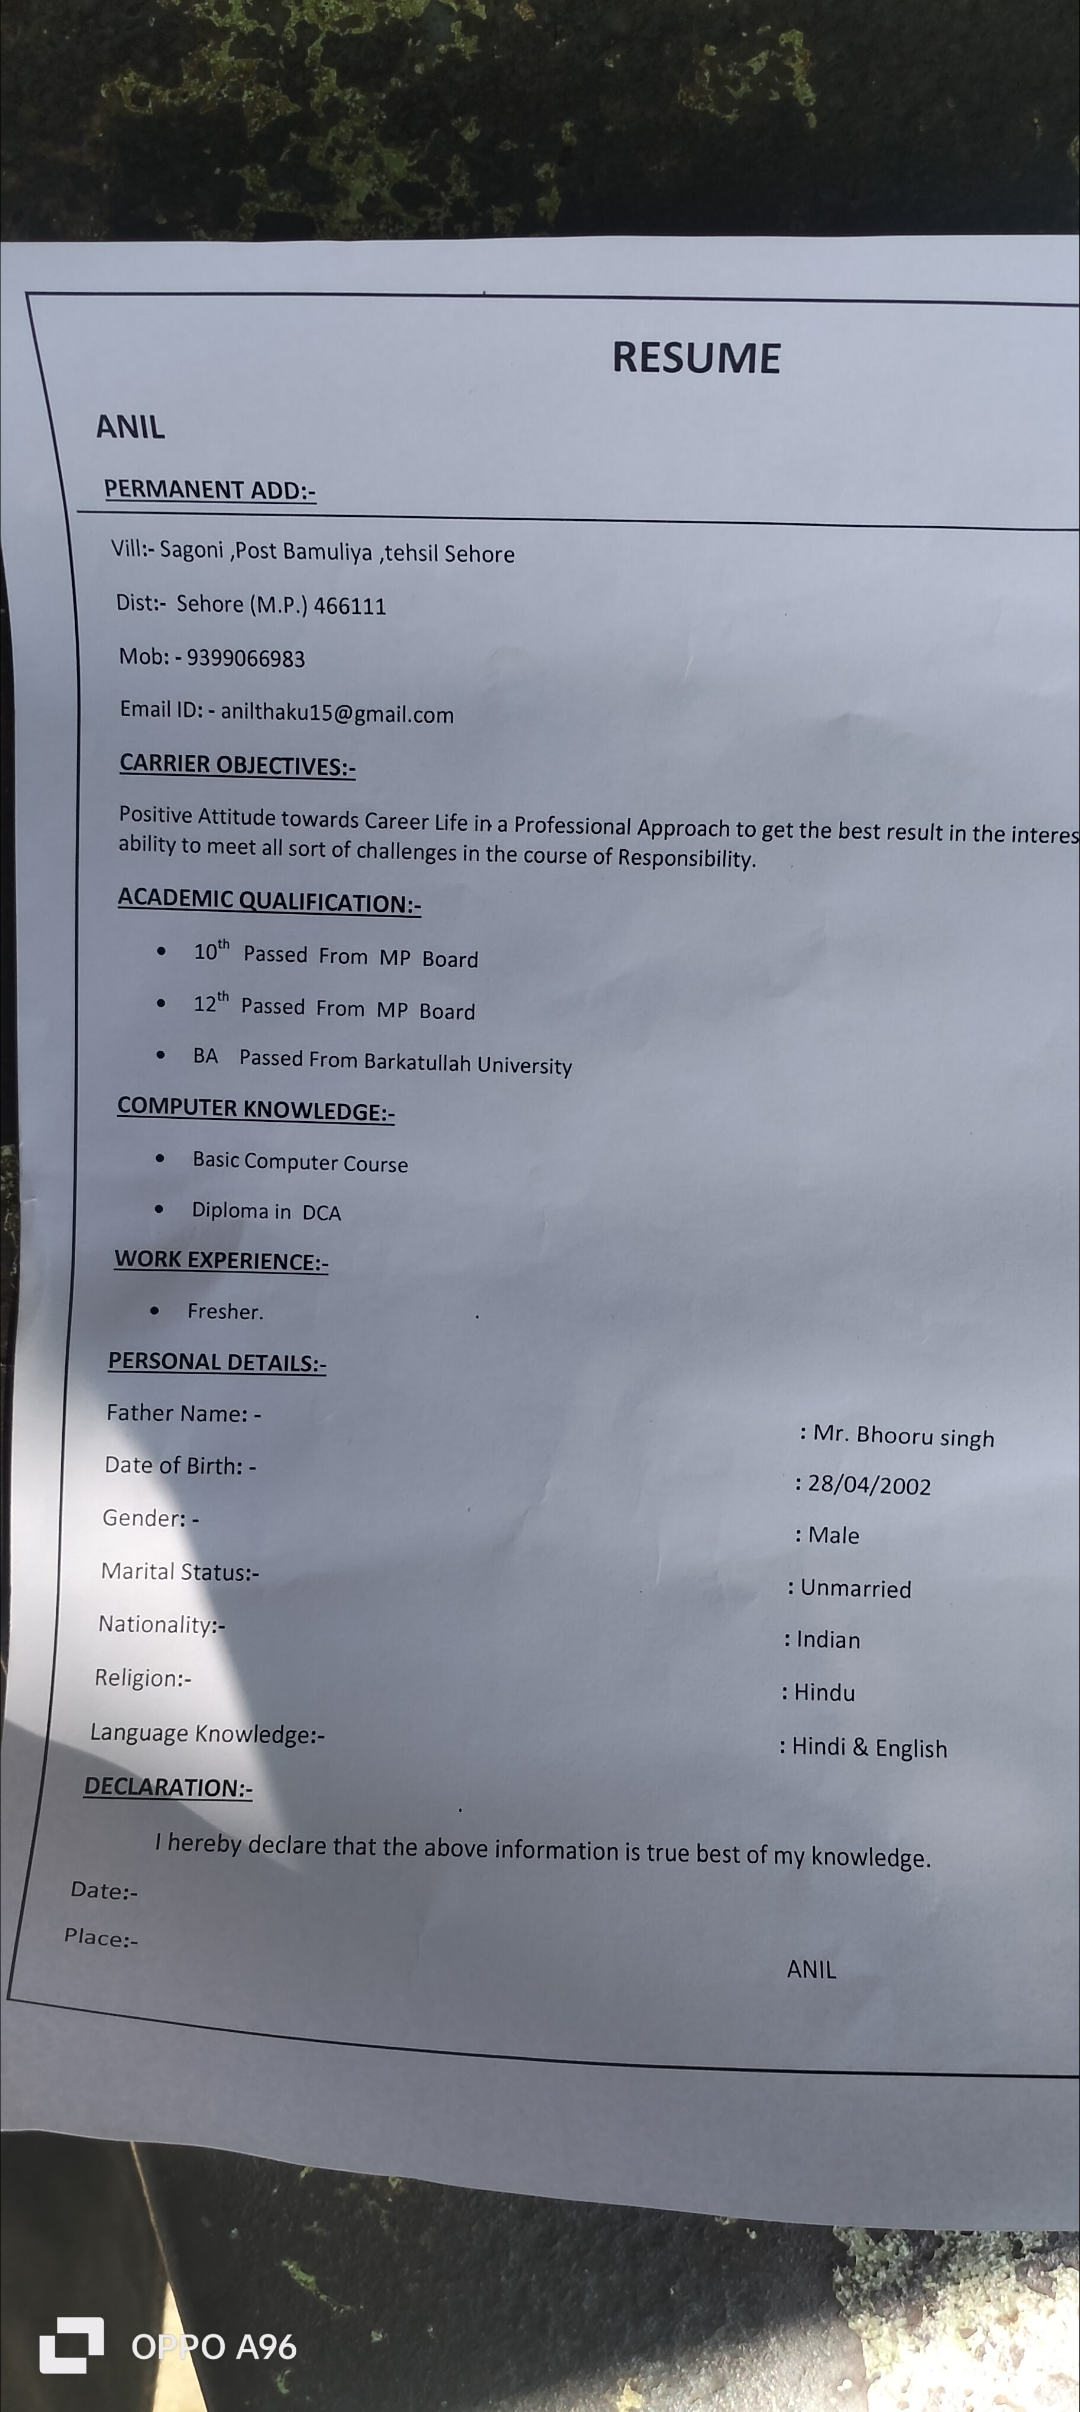 RESUME
ANIL
PERMANENT ADD:-
Vill:- Sagoni ,Post Bamuliya ,tehsil Sehore
Dist:- Sehore (M.P.) 466111
Mob: - 9399066983
Email ID: - anilthaku15@gmail.com
CARRIER OBJECTIVES:-
Positive Attitude towards Career Life in a Professional Approach to get the best result in the
ability to meet all sort of challenges in the course of Responsibility.
ACADEMIC QUALIFICATION:-
• 10th Passed From MP Board
• 12th Passed From MP Board
• BA Passed From Barkatullah University
COMPUTER KNOWLEDGE:-
• Basic Computer Course
• Diploma in DCA
WORK EXPERIENCE:-
• Fresher.
PERSONAL DETAILS:-
Father Name: - : Mr. Bhooru singh
Date of Birth: - : 28/04/2002
Gender: - : Male
Marital Status:- : Unmarried
Nationality:- : Indian
Religion:- : Hindu
Language Knowledge:- : Hindi & English
DECLARATION:-
I hereby declare that the above information is true best of my knowledge.
Date:-
Place:-
ANIL
OPPO A96